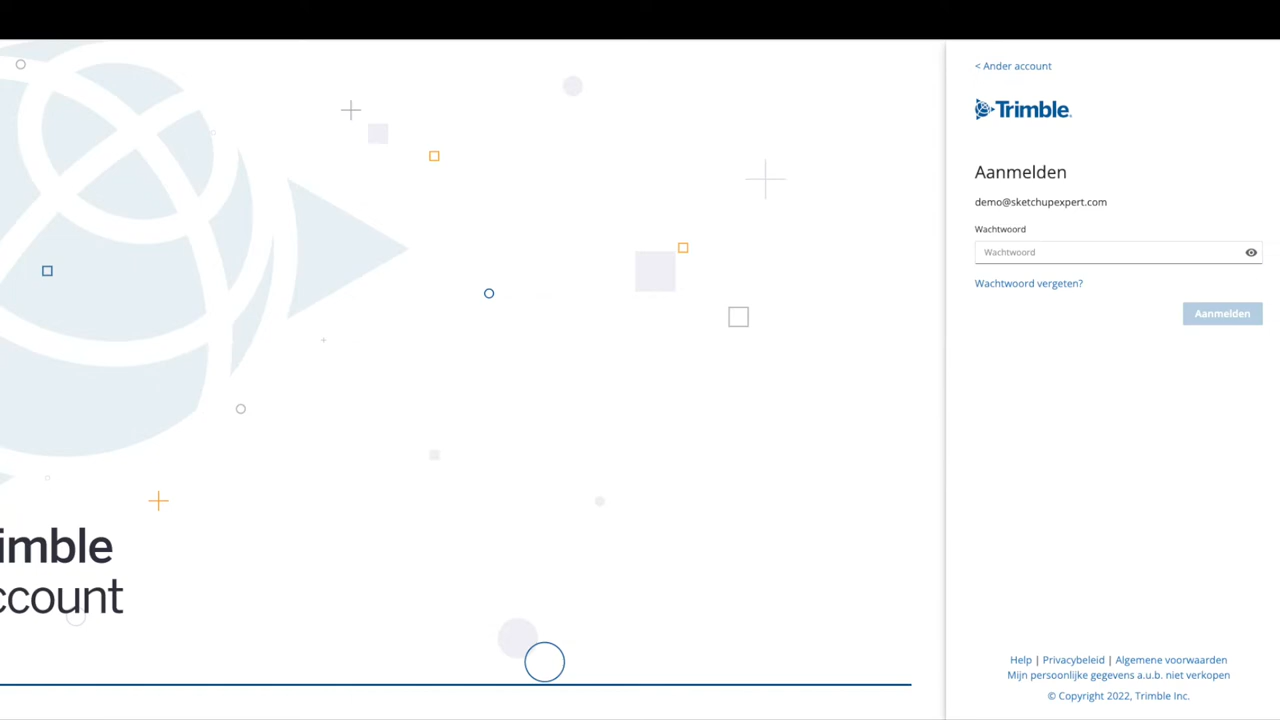 < Ander account
Trimble
Aanmelden
demo@sketchupexpert.com
Wachtwoord
Wachtwoord
Wachtwoord vergeten?
Aanmelden
imble
ccount
Help | Privacybeleid | Algemene voorwaarden
Mijn persoonlijke gegevens a.u.b. niet verkopen
© Copyright 2022, Trimble Inc.